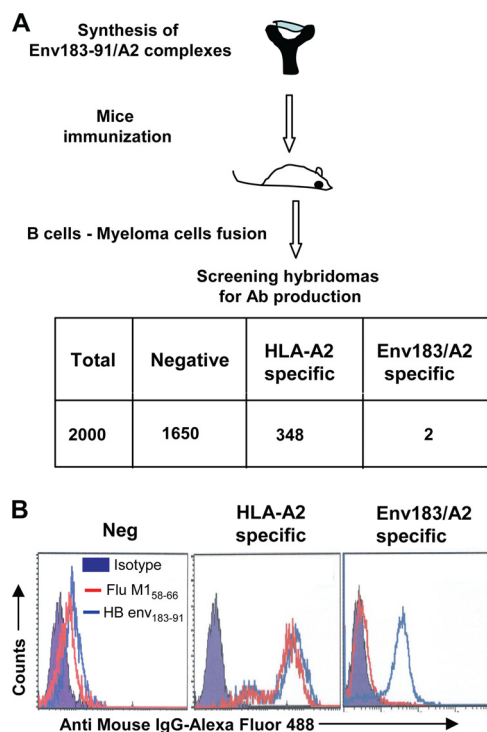 A
Synthesis of
Env183-91/A2 complexes
Mice
immunization
B cells - Myeloma cells fusion
Screening hybridomas
for Ab production
Total Negative HLA-A2 specific Env183/A2 specific
2000 1650 348 2
B
Neg HLA-A2 specific Env183/A2 specific
Isotype
Flu M158-66
HB env183-91
Counts
Anti Mouse IgG-Alexa Fluor 488